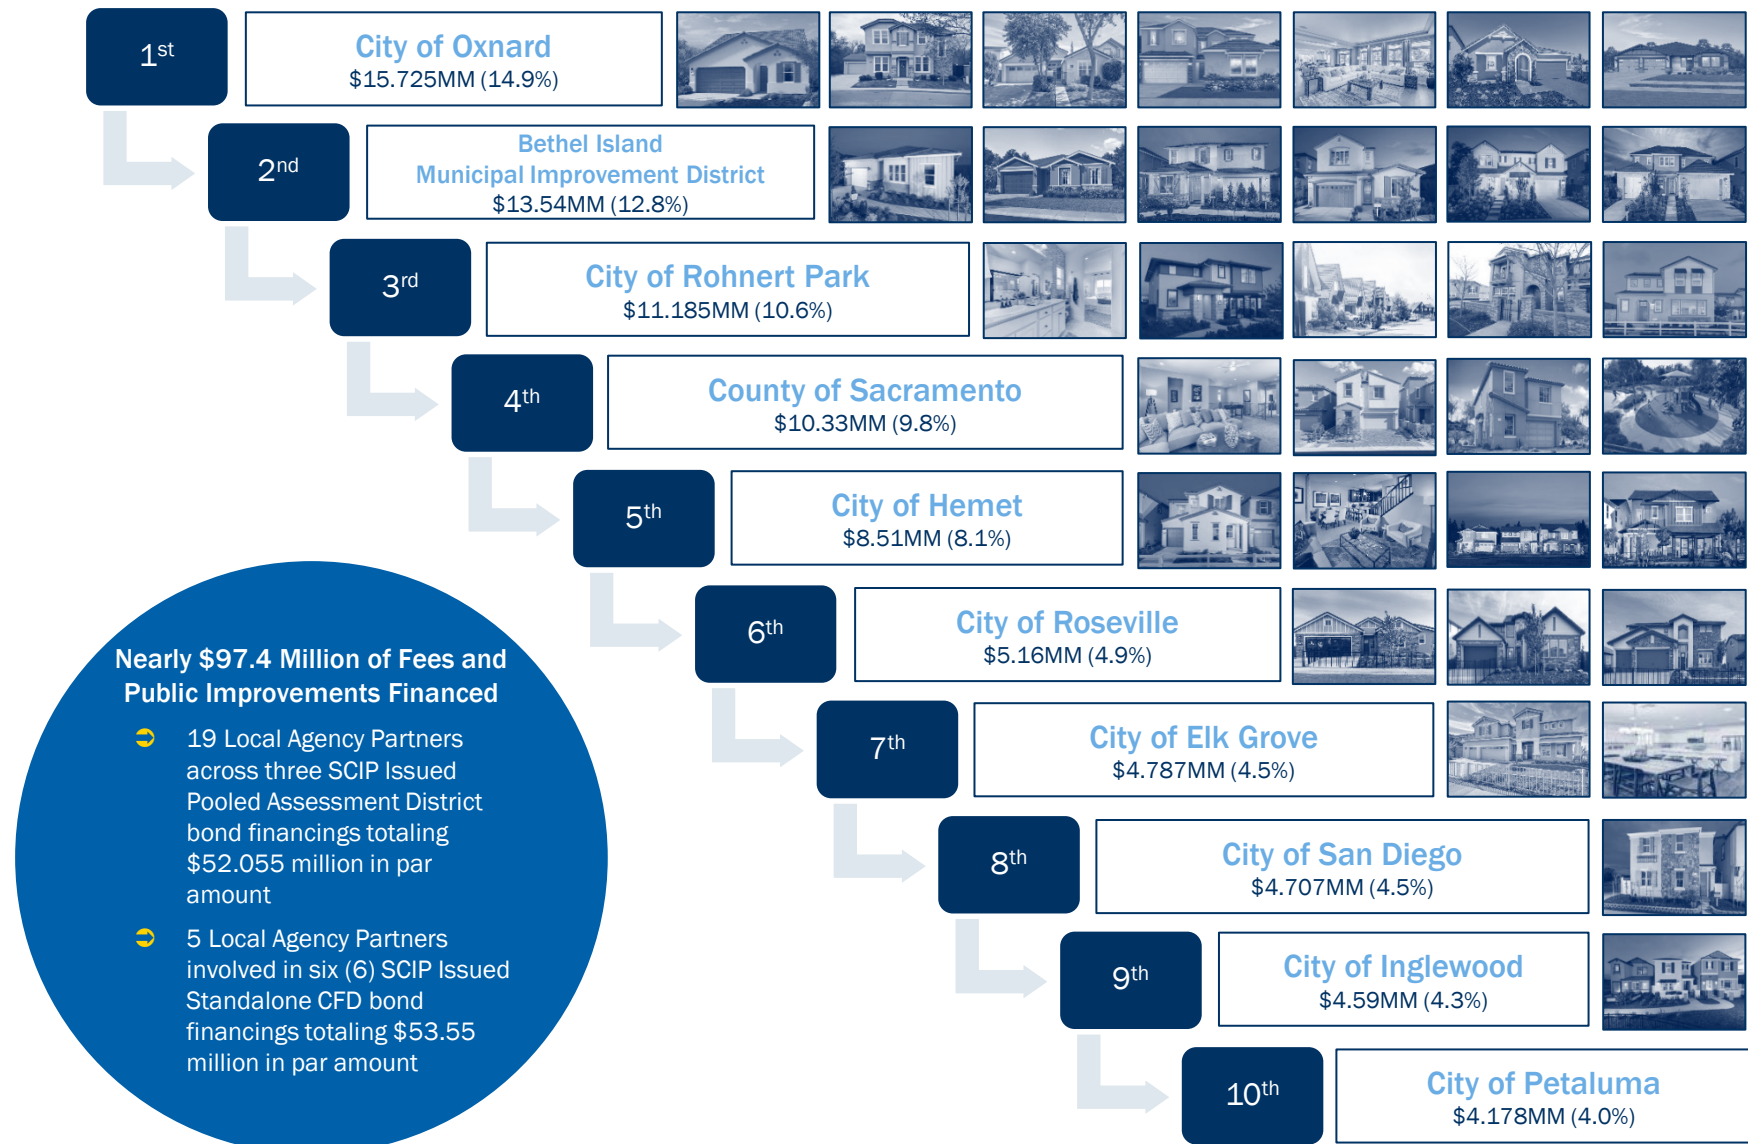 1st
City of Oxnard
$15.725MM (14.9%)
2nd
Bethel Island
Municipal Improvement District
$13.54MM (12.8%)
3rd
City of Rohnert Park
$11.185MM (10.6%)
4th
County of Sacramento
$10.33MM (9.8%)
5th
City of Hemet
$8.51MM (8.1%)
6th
City of Roseville
$5.16MM (4.9%)
7th
City of Elk Grove
$4.787MM (4.5%)
8th
City of San Diego
$4.707MM (4.5%)
9th
City of Inglewood
$4.59MM (4.3%)
10th
City of Petaluma
$4.178MM (4.0%)
Nearly $97.4 Million of Fees and
Public Improvements Financed
➲ 19 Local Agency Partners
across three SCIP Issued
Pooled Assessment District
bond financings totaling
$52.055 million in par
amount
➲ 5 Local Agency Partners
involved in six (6) SCIP Issued
Standalone CFD bond
financings totaling $53.55
million in par amount